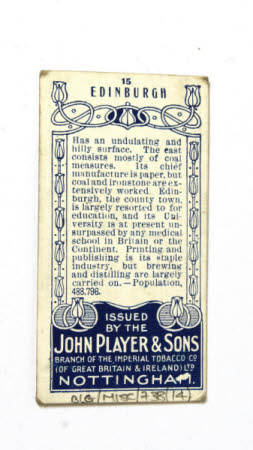 15
EDINBURGH
Has an undulating and
hilly surface. The east
consists mostly of coal
measures. Its chief
manufacture is paper, but
coal and ironstone are ex-
tensively worked. Edin-
burgh, the county town,
is largely resorted to for
education, and its Uni-
versity is at present un-
surpassed by any medical
school in Britain or the
Continent. Printing and
publishing is its staple
industry, but brewing
and distilling are largely
carried on.—Population,
488,796.
ISSUED
BY THE
JOHN PLAYER & SONS
BRANCH OF THE IMPERIAL TOBACCO CO
(OF GREAT BRITAIN & IRELAND) LTD
NOTTINGHAM.
/MISC/738/14)